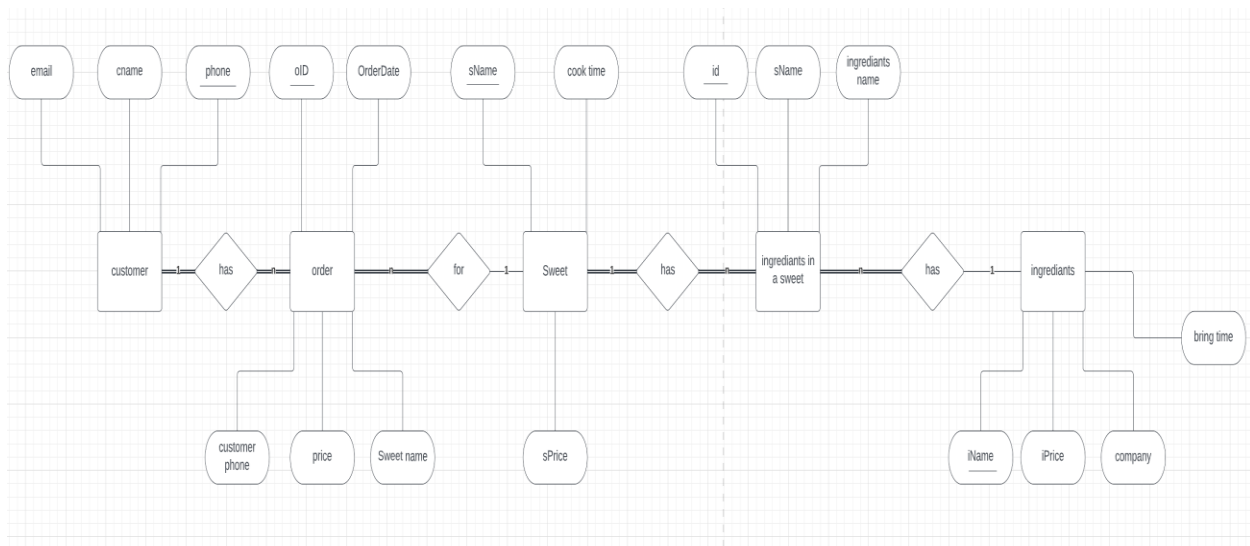 email
cname
phone
oID
OrderDate
sName
cook time
id
sName
ingrediants
name
customer
1
has
n
order
n
for
1
Sweet
1
has
n
ingrediants in
a sweet
n
has
1
ingrediants
bring time
customer
phone
price
Sweet name
sPrice
iName
iPrice
company